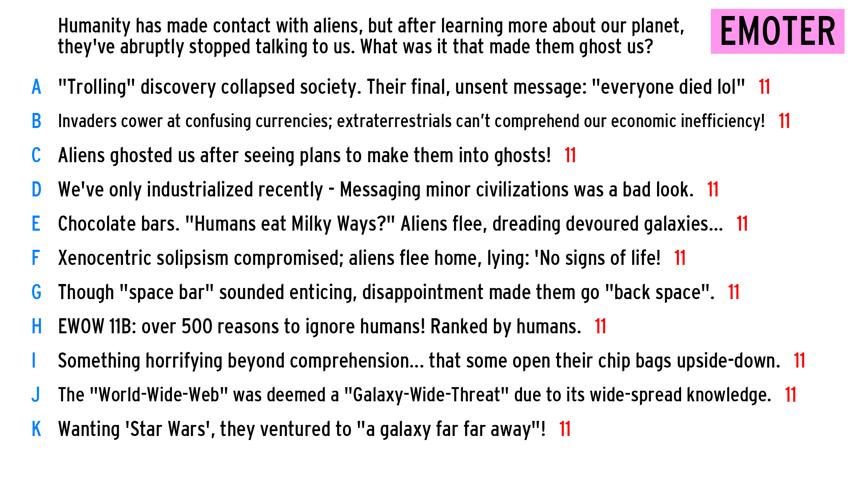 Humanity has made contact with aliens, but after learning more about our planet,
they've abruptly stopped talking to us. What was it that made them ghost us?
EMOTER
A "Trolling" discovery collapsed society. Their final, unsent message: "everyone died lol" 11
B Invaders cower at confusing currencies; extraterrestrials can't comprehend our economic inefficiency! 11
C Aliens ghosted us after seeing plans to make them into ghosts! 11
D We've only industrialized recently - Messaging minor civilizations was a bad look. 11
E Chocolate bars. "Humans eat Milky Ways?" Aliens flee, dreading devoured galaxies... 11
F Xenocentric solipsism compromised; aliens flee home, lying: 'No signs of life! 11
G Though "space bar" sounded enticing, disappointment made them go "back space". 11
H EWOW 11B: over 500 reasons to ignore humans! Ranked by humans. 11
I Something horrifying beyond comprehension... that some open their chip bags upside-down. 11
J The "World-Wide-Web" was deemed a "Galaxy-Wide-Threat" due to its wide-spread knowledge. 11
K Wanting 'Star Wars', they ventured to "a galaxy far far away"! 11